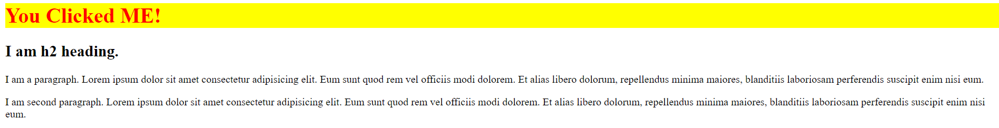 You Clicked ME!
I am h2 heading.
I am a paragraph. Lorem ipsum dolor sit amet consectetur adipisicing elit. Eum sunt quod rem vel officiis modi dolorem. Et alias libero dolorum, repellendus minima maiores, blanditiis laboriosam perferendis suscipit enim nisi eum.
I am second paragraph. Lorem ipsum dolor sit amet consectetur adipisicing elit. Eum sunt quod rem vel officiis modi dolorem. Et alias libero dolorum, repellendus minima maiores, blanditiis laboriosam perferendis suscipit enim nisi
eum.